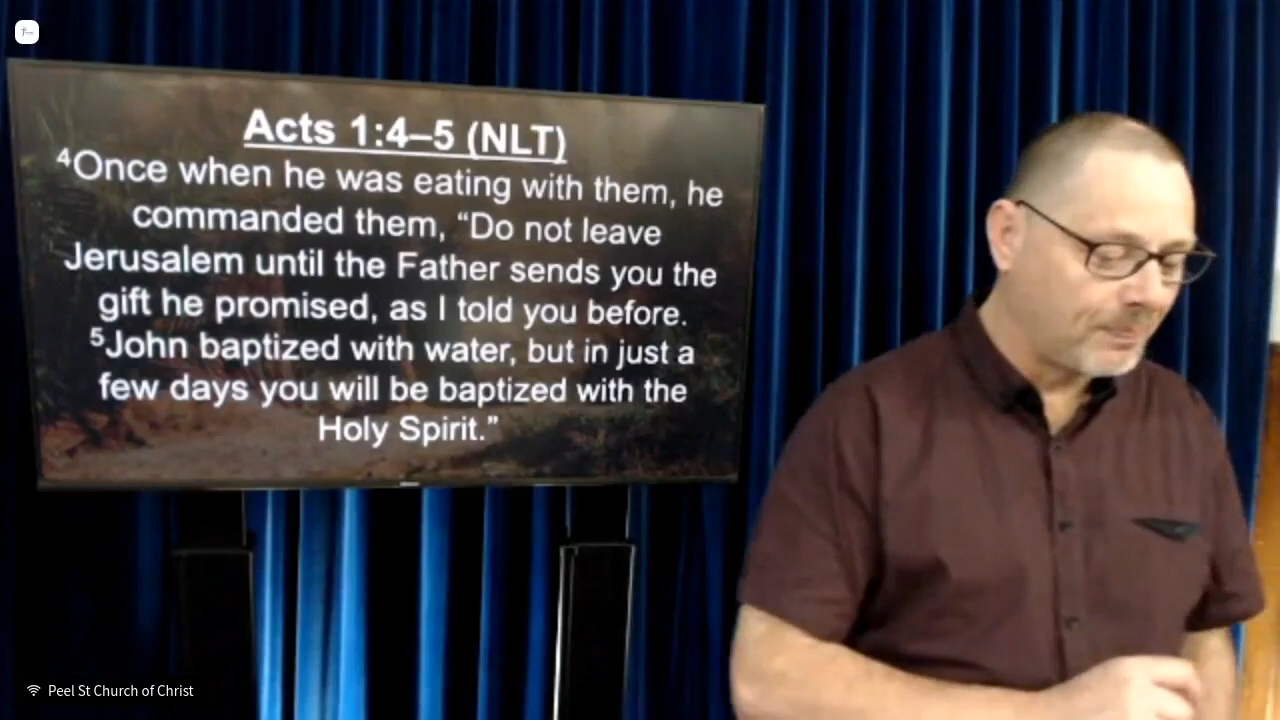 Acts 1:4–5 (NLT)
⁴Once when he was eating with them, he
commanded them, “Do not leave
Jerusalem until the Father sends you the
gift he promised, as I told you before.
⁵John baptized with water, but in just a
few days you will be baptized with the
Holy Spirit.”
Peel St Church of Christ